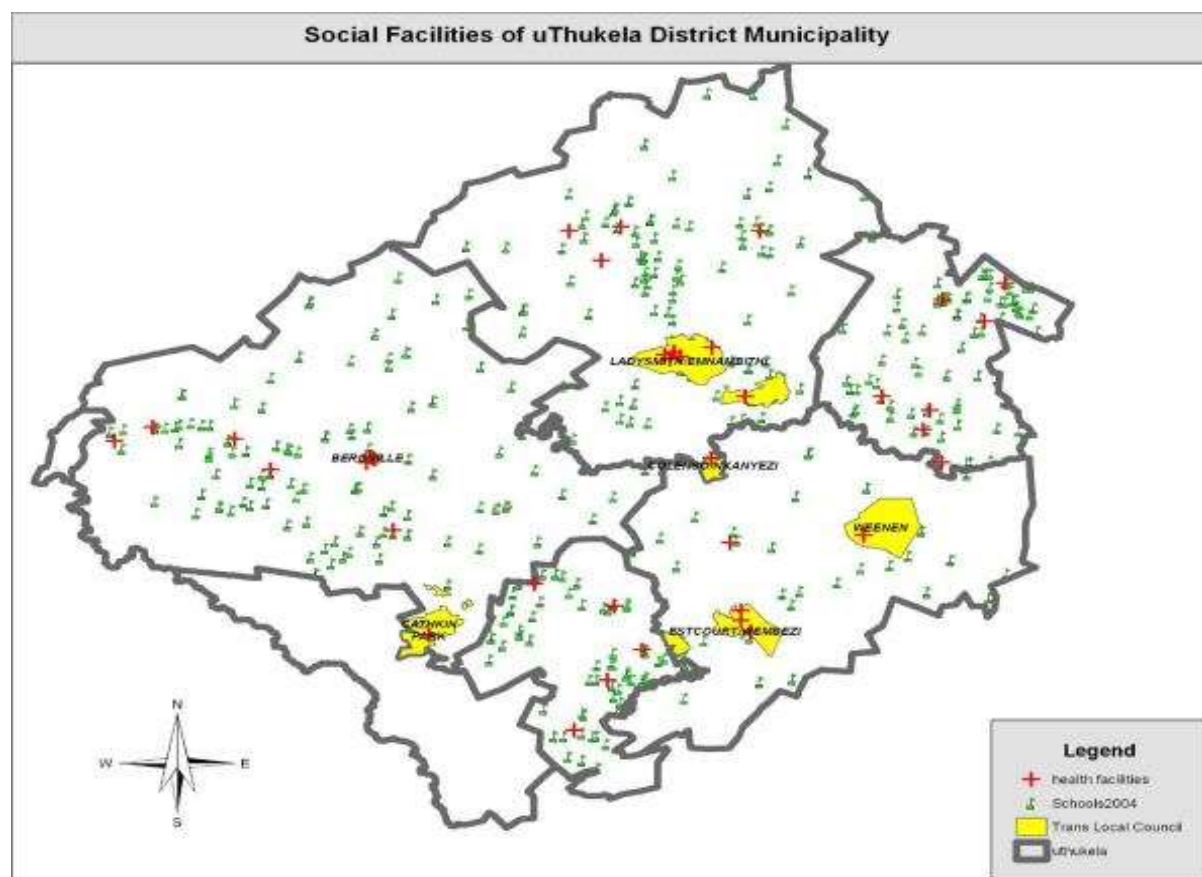 Social Facilities of uThukela District Municipality
LADYSMITH-EMNAMBIZHI
BERGVILLE
COLENSO/NKANYEZI
WEENEN
CATHKIN
PARK
ESTCOURT/WEMBEZI
N
W
E
S
Legend
health facilities
Schools2004
Trans Local Council
uthukela